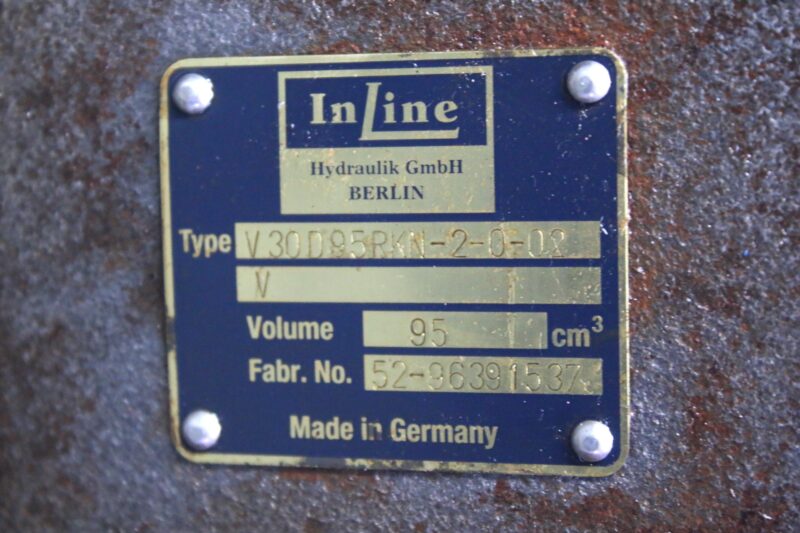 InLine
Hydraulik GmbH
BERLIN
Type V30D95RKN-2-0-02
V
Volume 95 cm³
Fabr. No. 52-96391537
Made in Germany